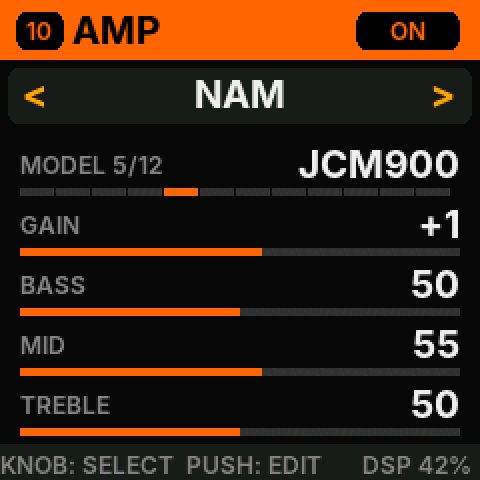 10 AMP ON
< NAM >
MODEL 5/12 JCM900
GAIN +1
BASS 50
MID 55
TREBLE 50
KNOB: SELECT PUSH: EDIT DSP 42%